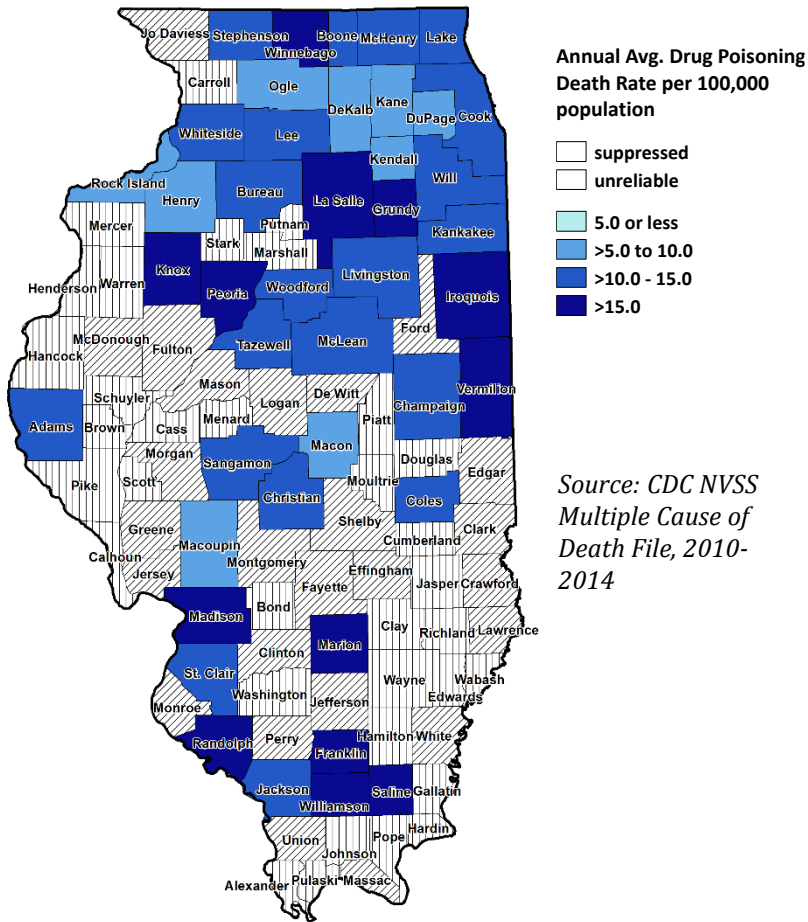 Jo Daviess
Stephenson
Winnebago
Boone
McHenry
Lake
Carroll
Ogle
DeKalb
Kane
DuPage
Cook
Whiteside
Lee
Kendall
Will
Rock Island
Henry
Bureau
La Salle
Grundy
Mercer
Putnam
Kankakee
Stark
Marshall
Knox
Livingston
Henderson
Warren
Peoria
Woodford
Iroquois
Ford
McDonough
Fulton
Tazewell
McLean
Hancock
Mason
Schuyler
Logan
De Witt
Vermilion
Champaign
Adams
Brown
Cass
Menard
Macon
Piatt
Morgan
Sangamon
Douglas
Edgar
Pike
Scott
Christian
Moultrie
Coles
Greene
Macoupin
Shelby
Clark
Cumberland
Calhoun
Jersey
Montgomery
Effingham
Jasper
Crawford
Fayette
Madison
Bond
Clay
Richland
Lawrence
Marion
Clinton
St. Clair
Wayne
Wabash
Edwards
Washington
Jefferson
Monroe
Randolph
Perry
Hamilton
White
Franklin
Jackson
Williamson
Saline
Gallatin
Union
Johnson
Pope
Hardin
Alexander
Pulaski
Massac
Annual Avg. Drug Poisoning
Death Rate per 100,000
population
suppressed
unreliable
5.0 or less
>5.0 to 10.0
>10.0 - 15.0
>15.0
Source: CDC NVSS
Multiple Cause of
Death File, 2010-
2014